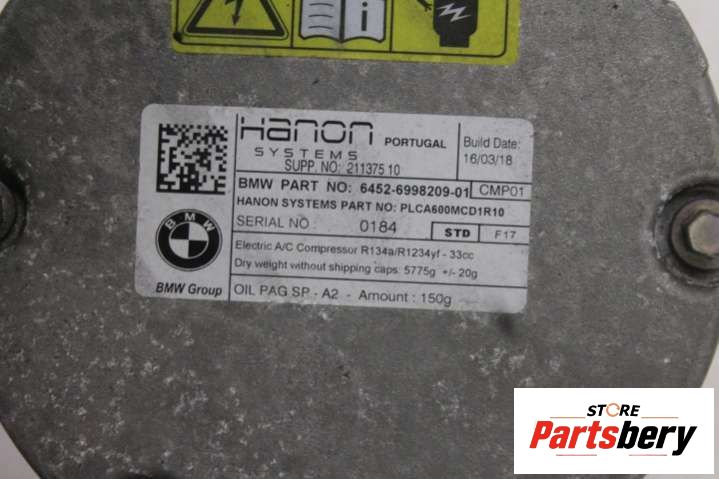 Hanon
SYSTEMS
PORTUGAL
Build Date:
16/03/18
SUPP. NO: 211375 10
BMW PART NO: 6452-6998209-01 CMP01
HANON SYSTEMS PART NO: PLCA600MCD1R10
SERIAL NO : 0184 STD F17
Electric A/C Compressor R134a/R1234yf - 33cc
Dry weight without shipping caps: 5775g +/- 20g
OIL PAG SP - A2 - Amount : 150g
BMW
BMW Group
STORE
Partsbery